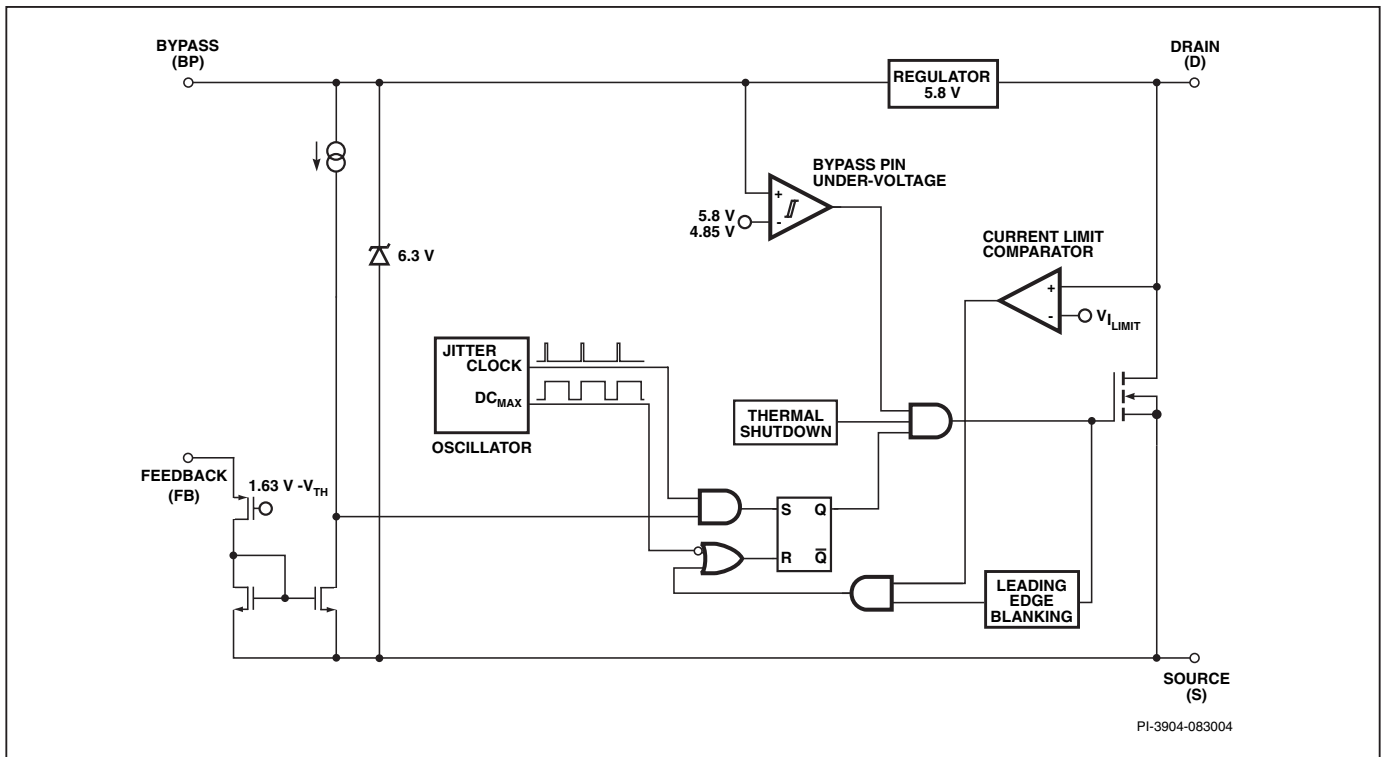 BYPASS
(BP)
DRAIN
(D)
REGULATOR
5.8 V
BYPASS PIN
UNDER-VOLTAGE
+
-
5.8 V
4.85 V
CURRENT LIMIT
COMPARATOR
+
-
VILIMIT
6.3 V
JITTER
CLOCK
DCMAX
OSCILLATOR
THERMAL
SHUTDOWN
FEEDBACK
(FB)
1.63 V -VTH
S Q
R Q̅
LEADING
EDGE
BLANKING
SOURCE
(S)
PI-3904-083004